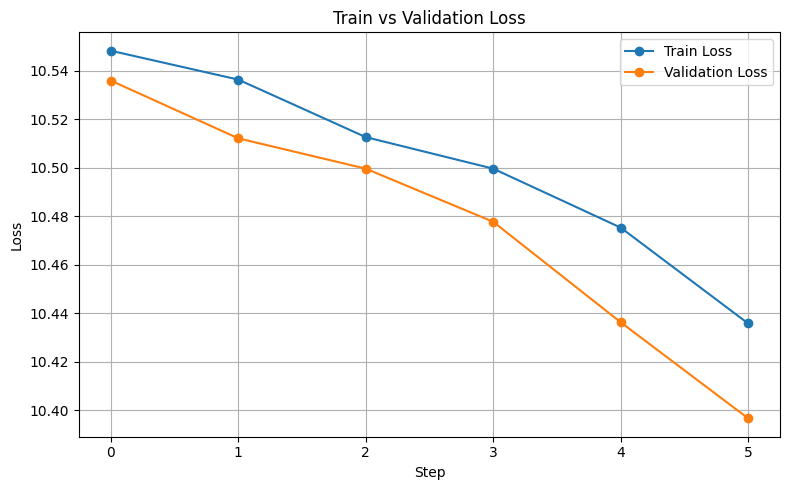 Train vs Validation Loss
Train Loss
Validation Loss
10.54
10.52
10.50
10.48
10.46
10.44
10.42
10.40
Loss
0 1 2 3 4 5
Step